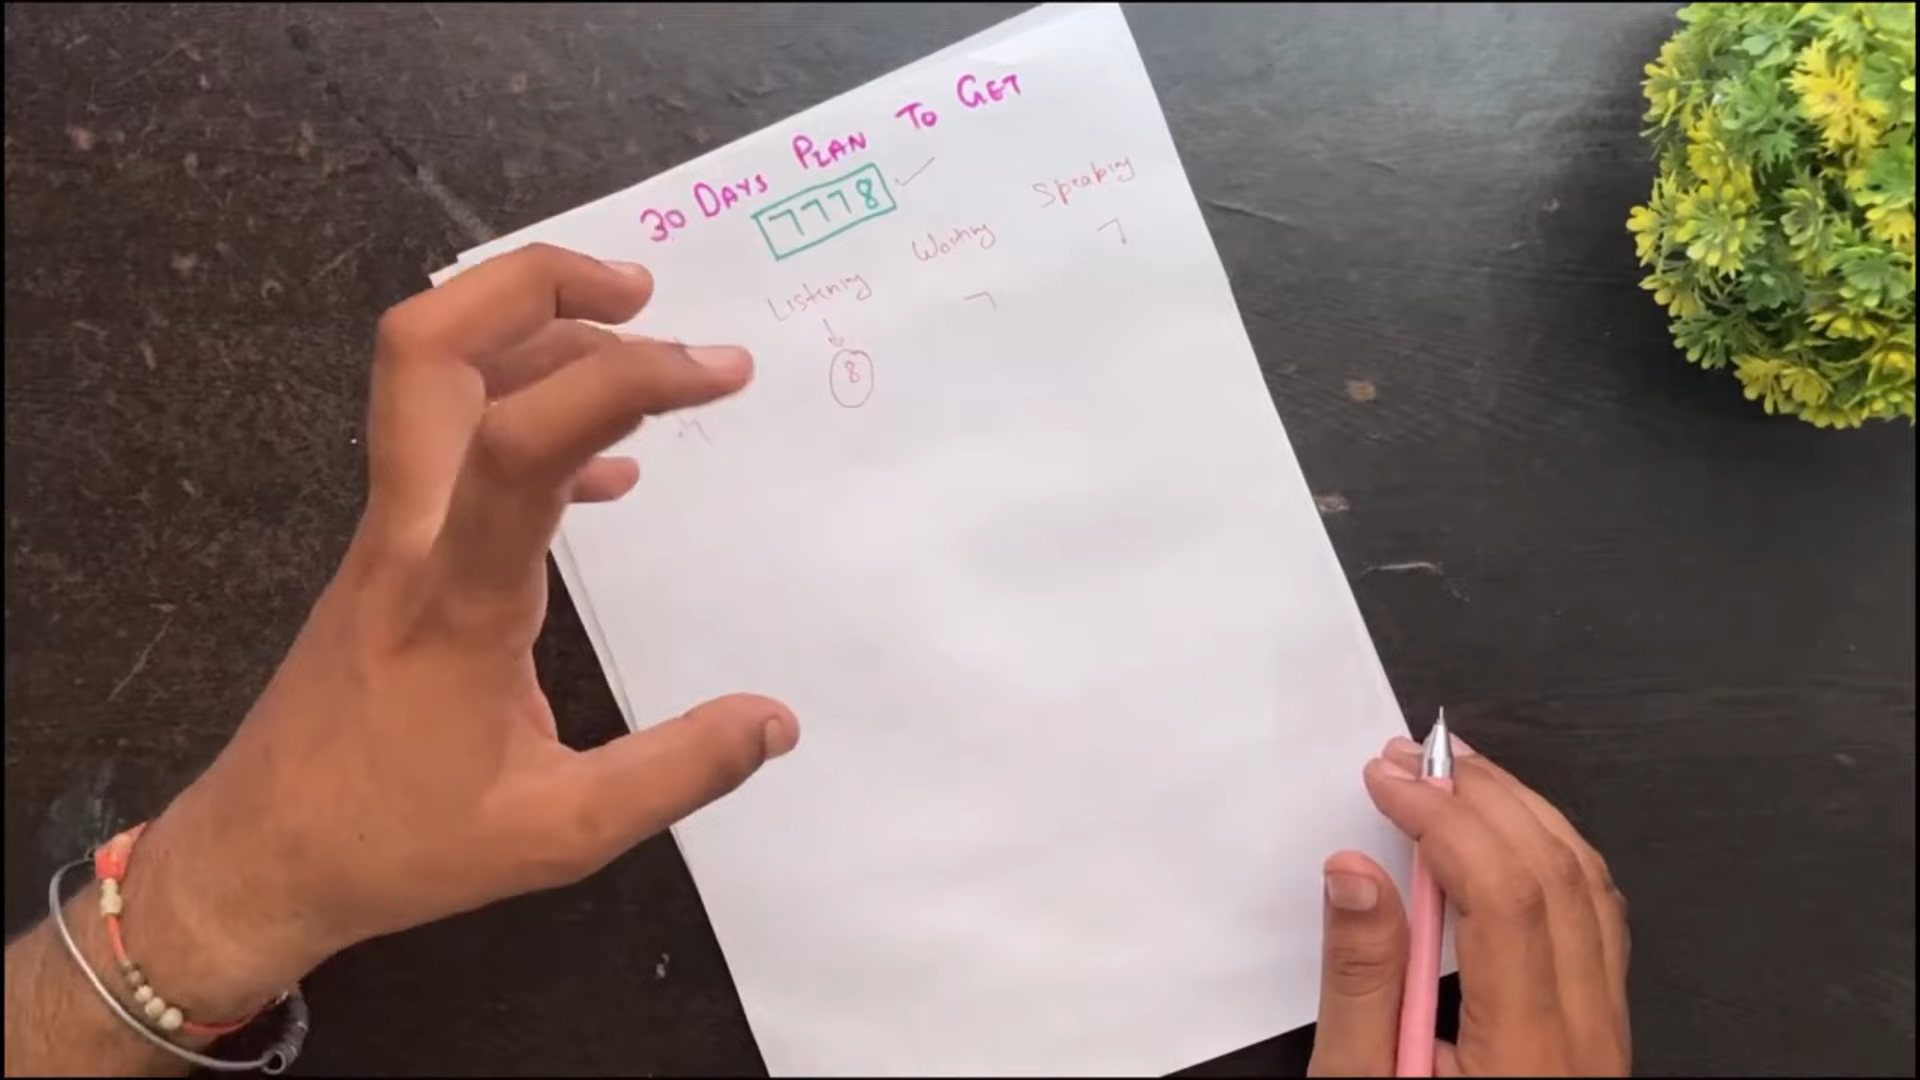 30 DAYS PLAN TO GET
7778
Listening Writing Speaking
8 7 7